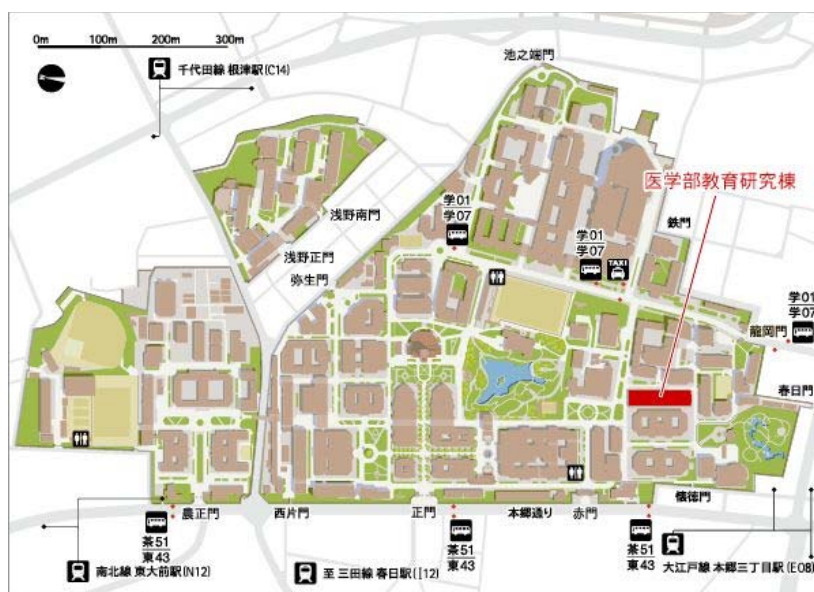 0m 100m 200m 300m
千代田線 根津駅(C14)
池之端門
医学部教育研究棟
浅野南門
学01
学07
学01
学07
TAXI
鉄門
浅野正門
弥生門
学01
学07
龍岡門
春日門
農正門
西片門
正門
本郷通り
赤門
懐徳門
茶51
東43
茶51
東43
茶51
東43
南北線 東大前駅(N12)
至 三田線 春日駅(I12)
大江戸線 本郷三丁目駅(E08)